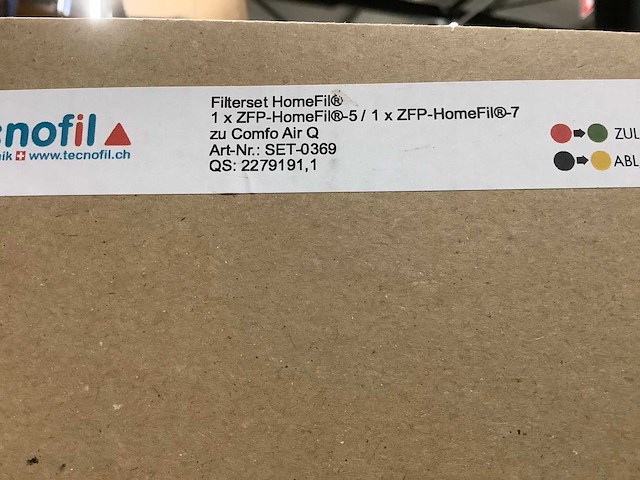 nofil
www.tecnofil.ch
Filterset HomeFil®
1 x ZFP-HomeFil®-5 / 1 x ZFP-HomeFil®-7
zu Comfo Air Q
Art-Nr.: SET-0369
QS: 2279191,1
ZUL
ABL